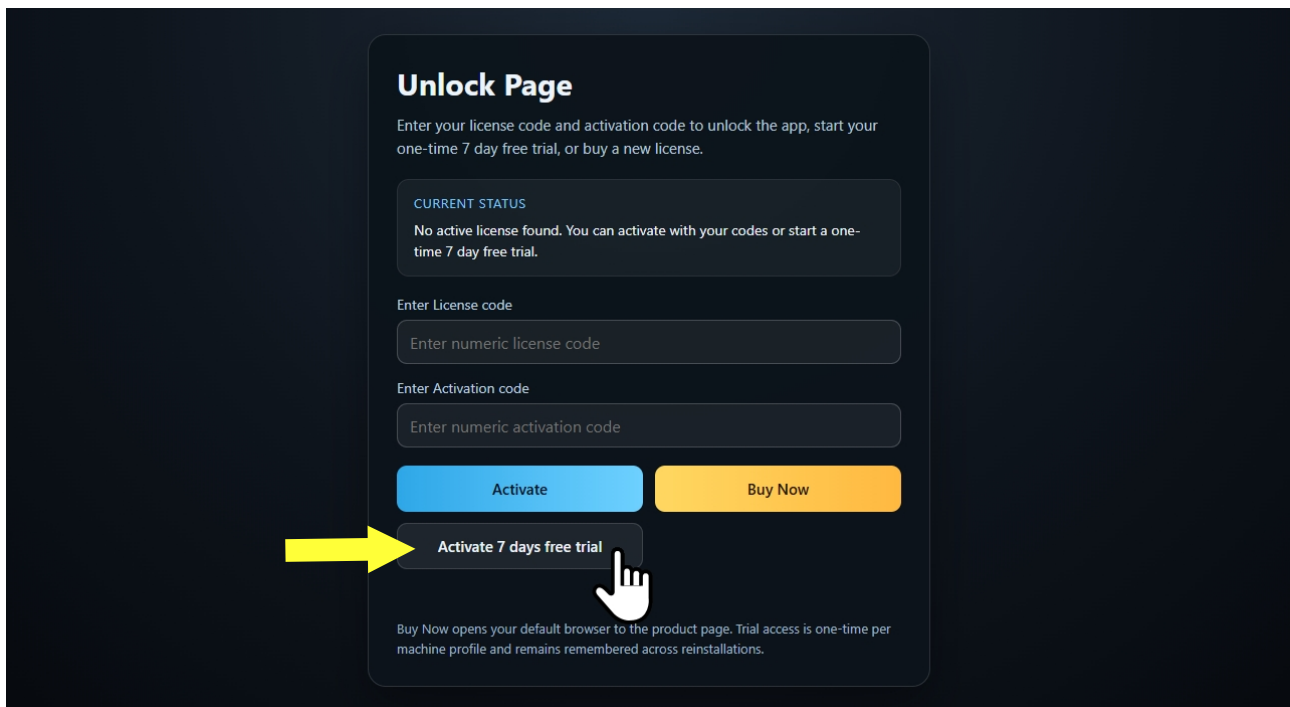 Unlock Page
Enter your license code and activation code to unlock the app, start your
one-time 7 day free trial, or buy a new license.
CURRENT STATUS
No active license found. You can activate with your codes or start a one-
time 7 day free trial.
Enter License code
Enter numeric license code
Enter Activation code
Enter numeric activation code
Activate
Buy Now
Activate 7 days free trial
Buy Now opens your default browser to the product page. Trial access is one-time per
machine profile and remains remembered across reinstallations.